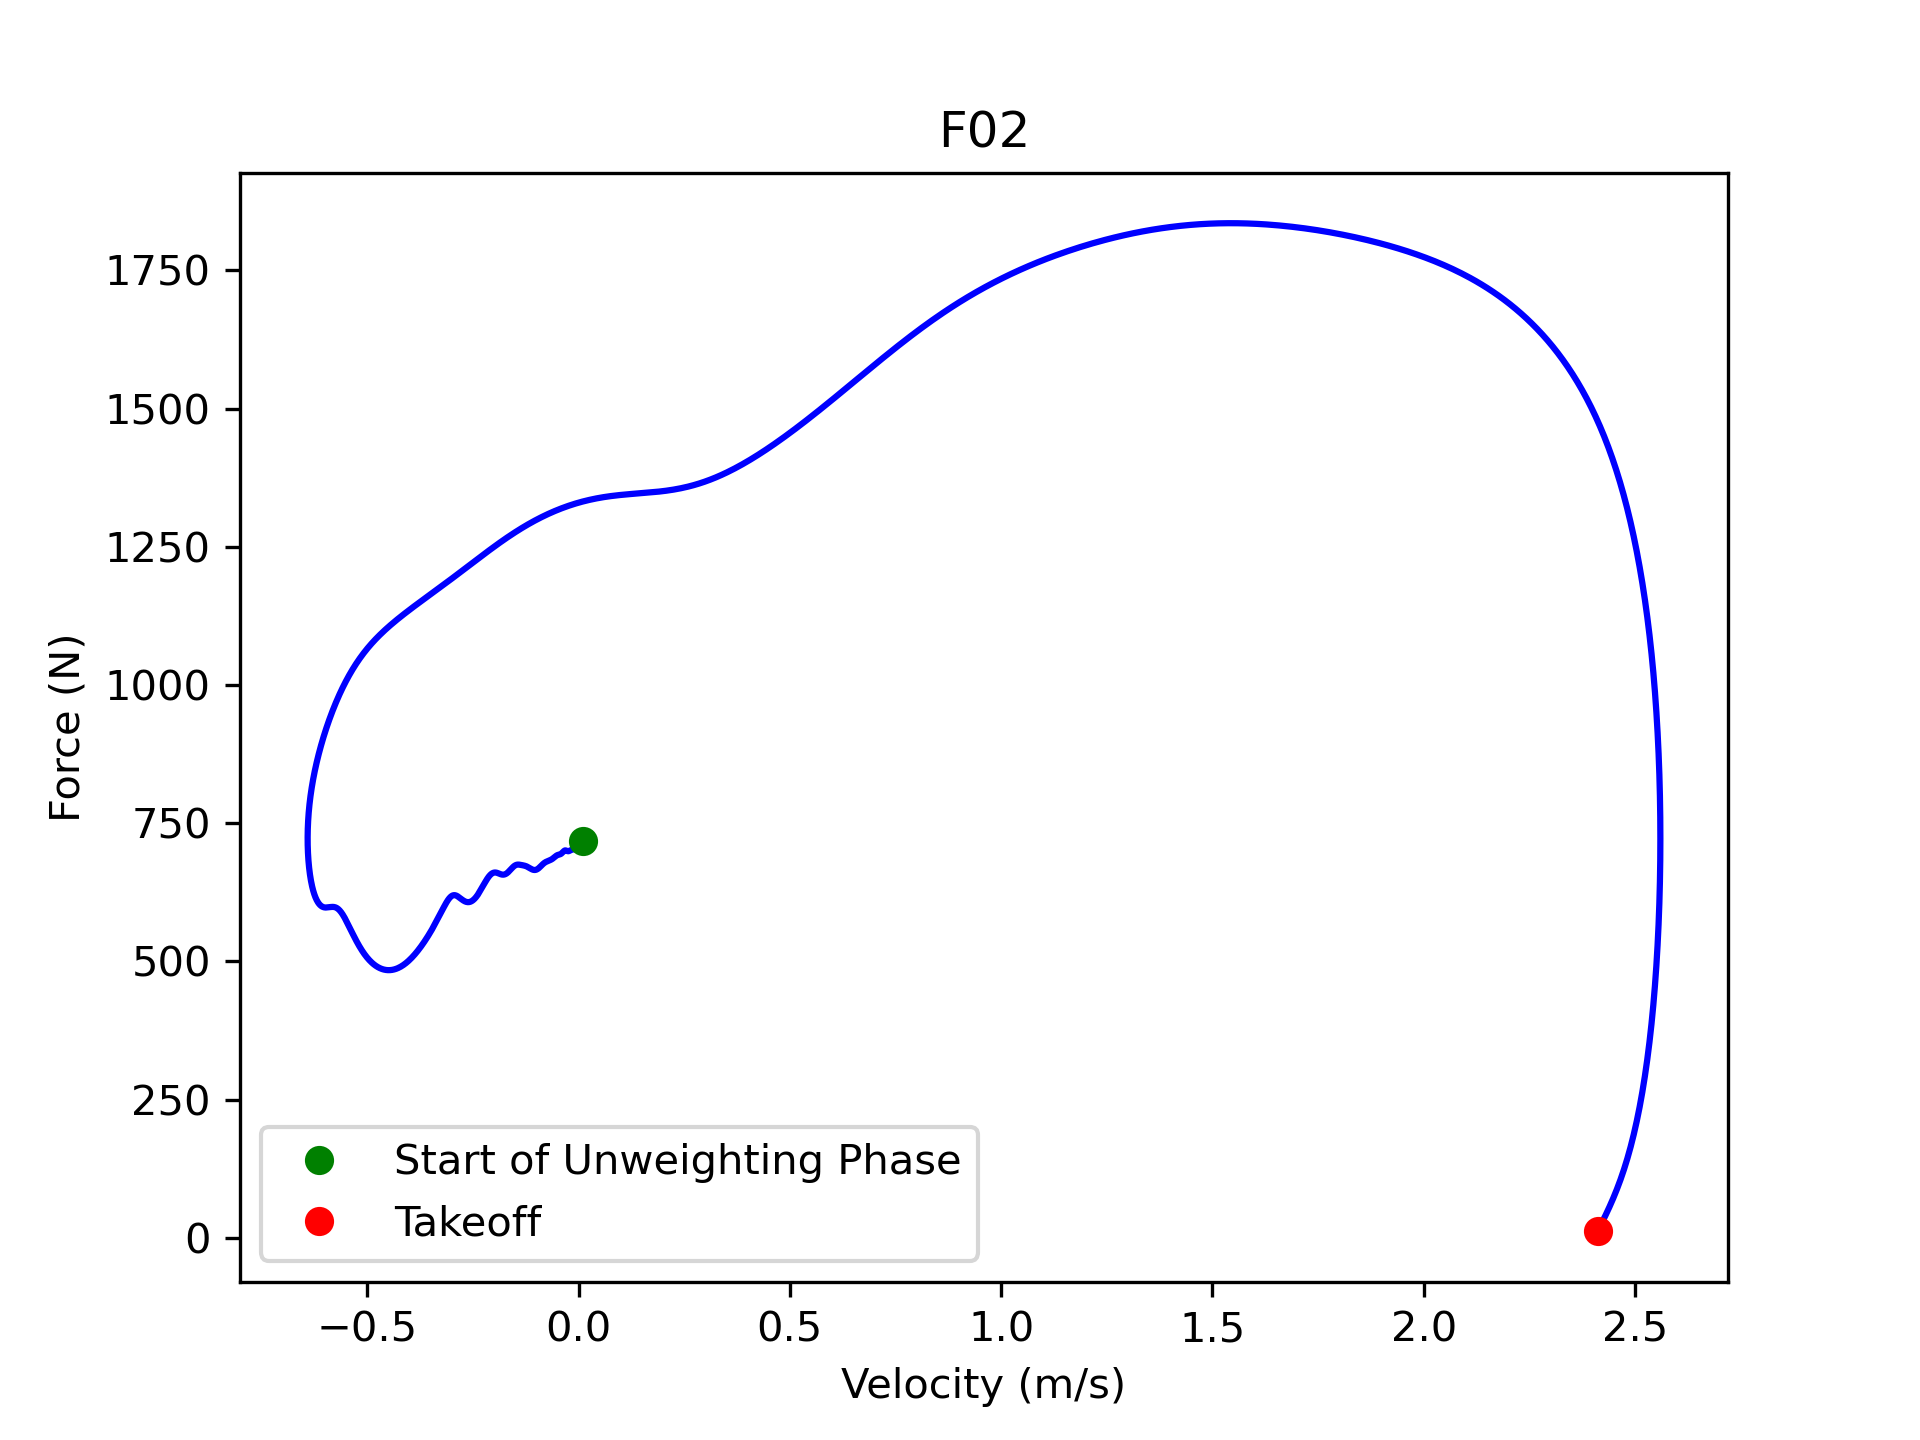 F02
1750
1500
1250
1000
750
500
250
0
Force (N)
Start of Unweighting Phase
Takeoff
−0.5 0.0 0.5 1.0 1.5 2.0 2.5
Velocity (m/s)